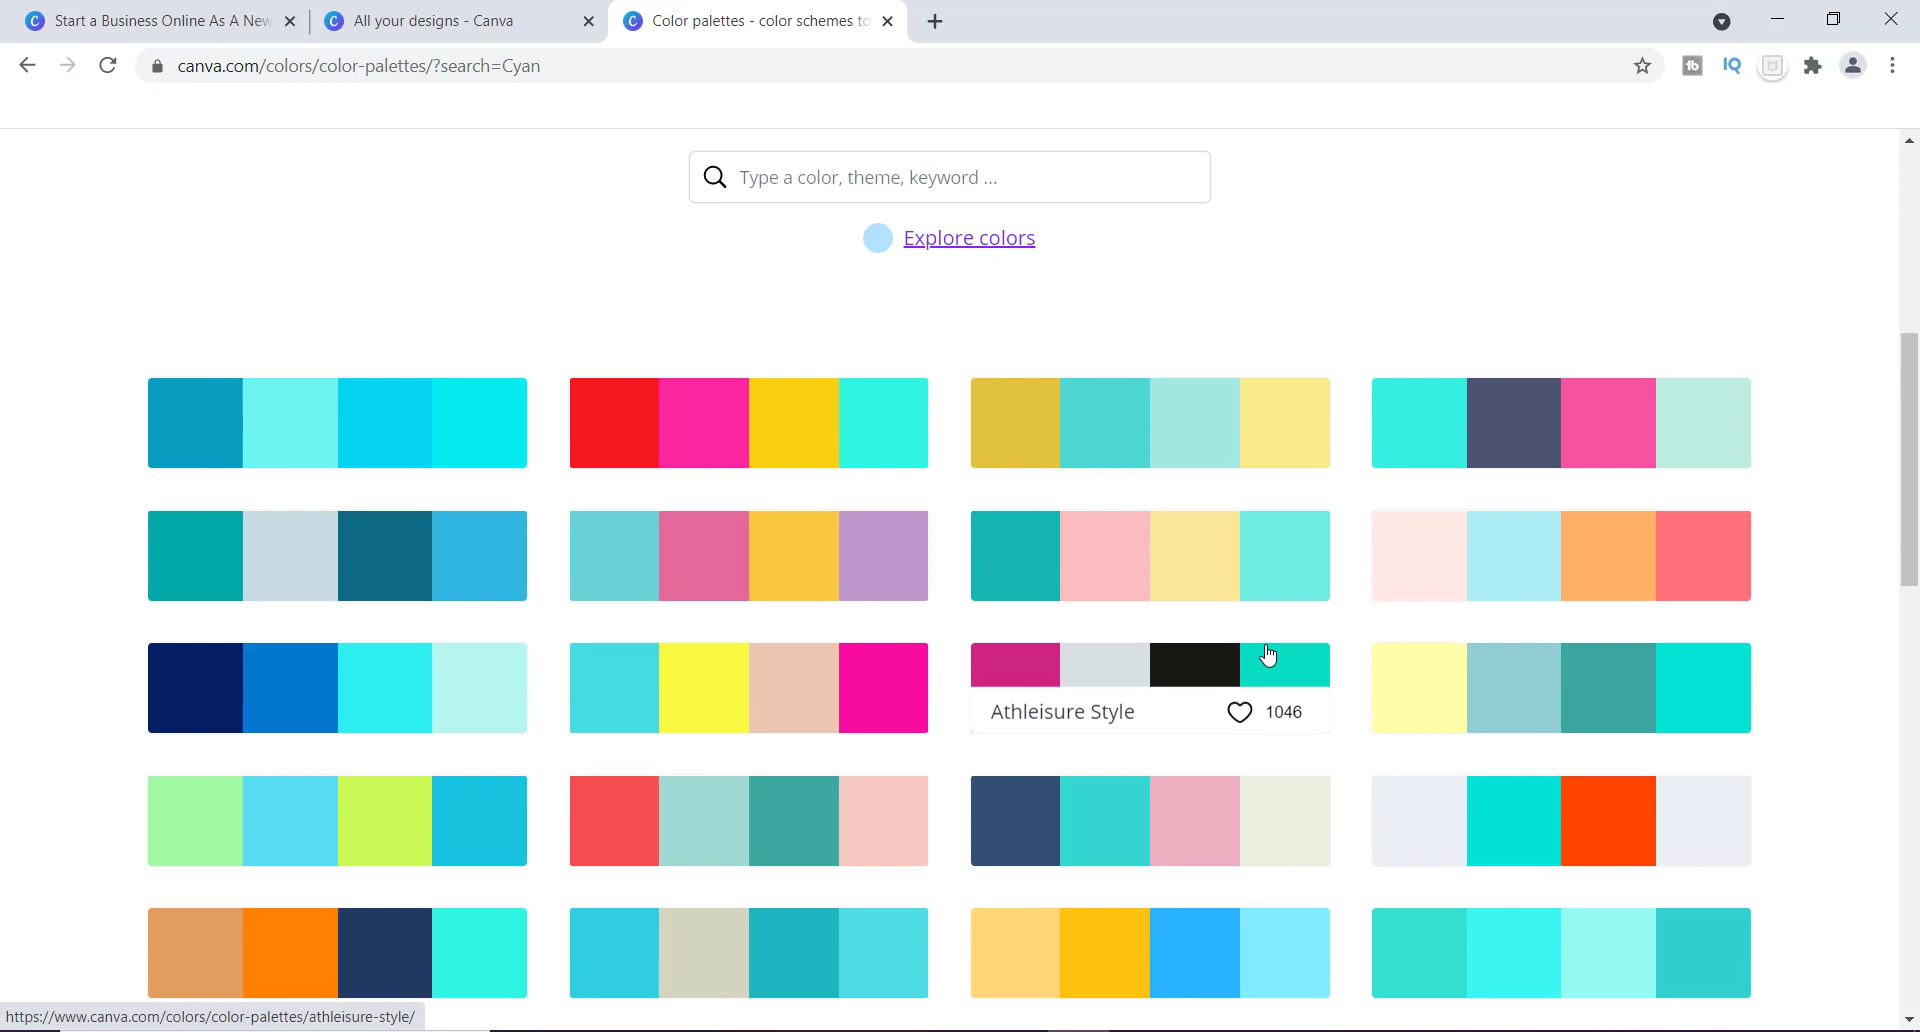 Start a Business Online As A New
All your designs - Canva
Color palettes - color schemes to
canva.com/colors/color-palettes/?search=Cyan
tb
IQ
Type a color, theme, keyword ...
Explore colors
Athleisure Style
1046
https://www.canva.com/colors/color-palettes/athleisure-style/